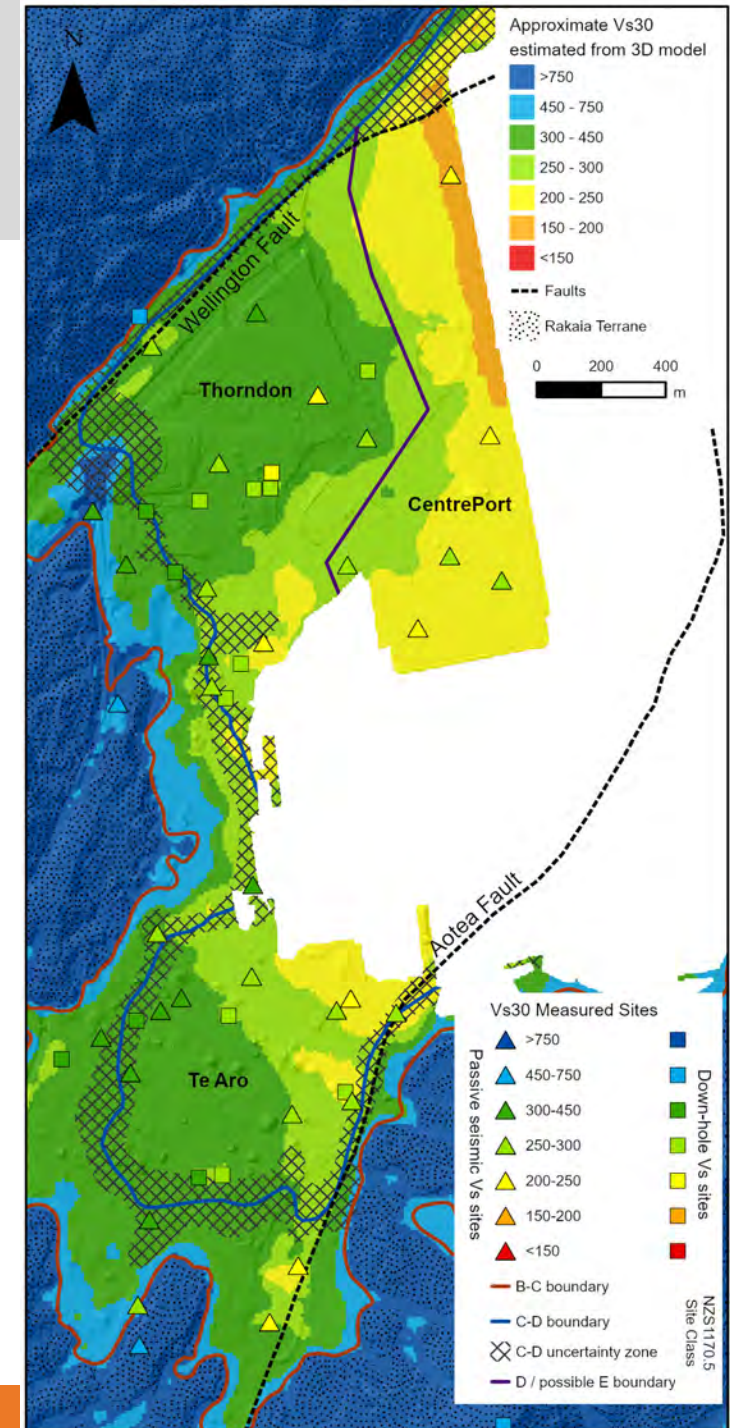 N
Approximate Vs30
estimated from 3D model
>750
450 - 750
300 - 450
250 - 300
200 - 250
150 - 200
<150
Faults
Rakaia Terrane
0 200 400
m
Wellington Fault
Thorndon
CentrePort
Aotea Fault
Te Aro
Vs30 Measured Sites
>750
450-750
300-450
250-300
200-250
150-200
<150
Passive seismic Vs sites
Down-hole Vs sites
B-C boundary
C-D boundary
C-D uncertainty zone
D / possible E boundary
NZS1170.5
Site Class